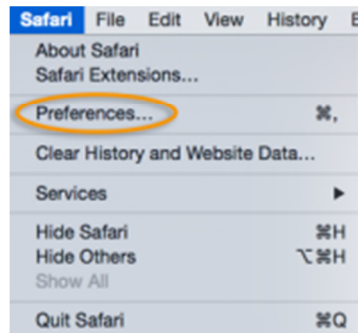 Safari File Edit View History
About Safari
Safari Extensions...
Preferences... ⌘,
Clear History and Website Data...
Services ▶
Hide Safari ⌘H
Hide Others ⌥⌘H
Show All
Quit Safari ⌘Q